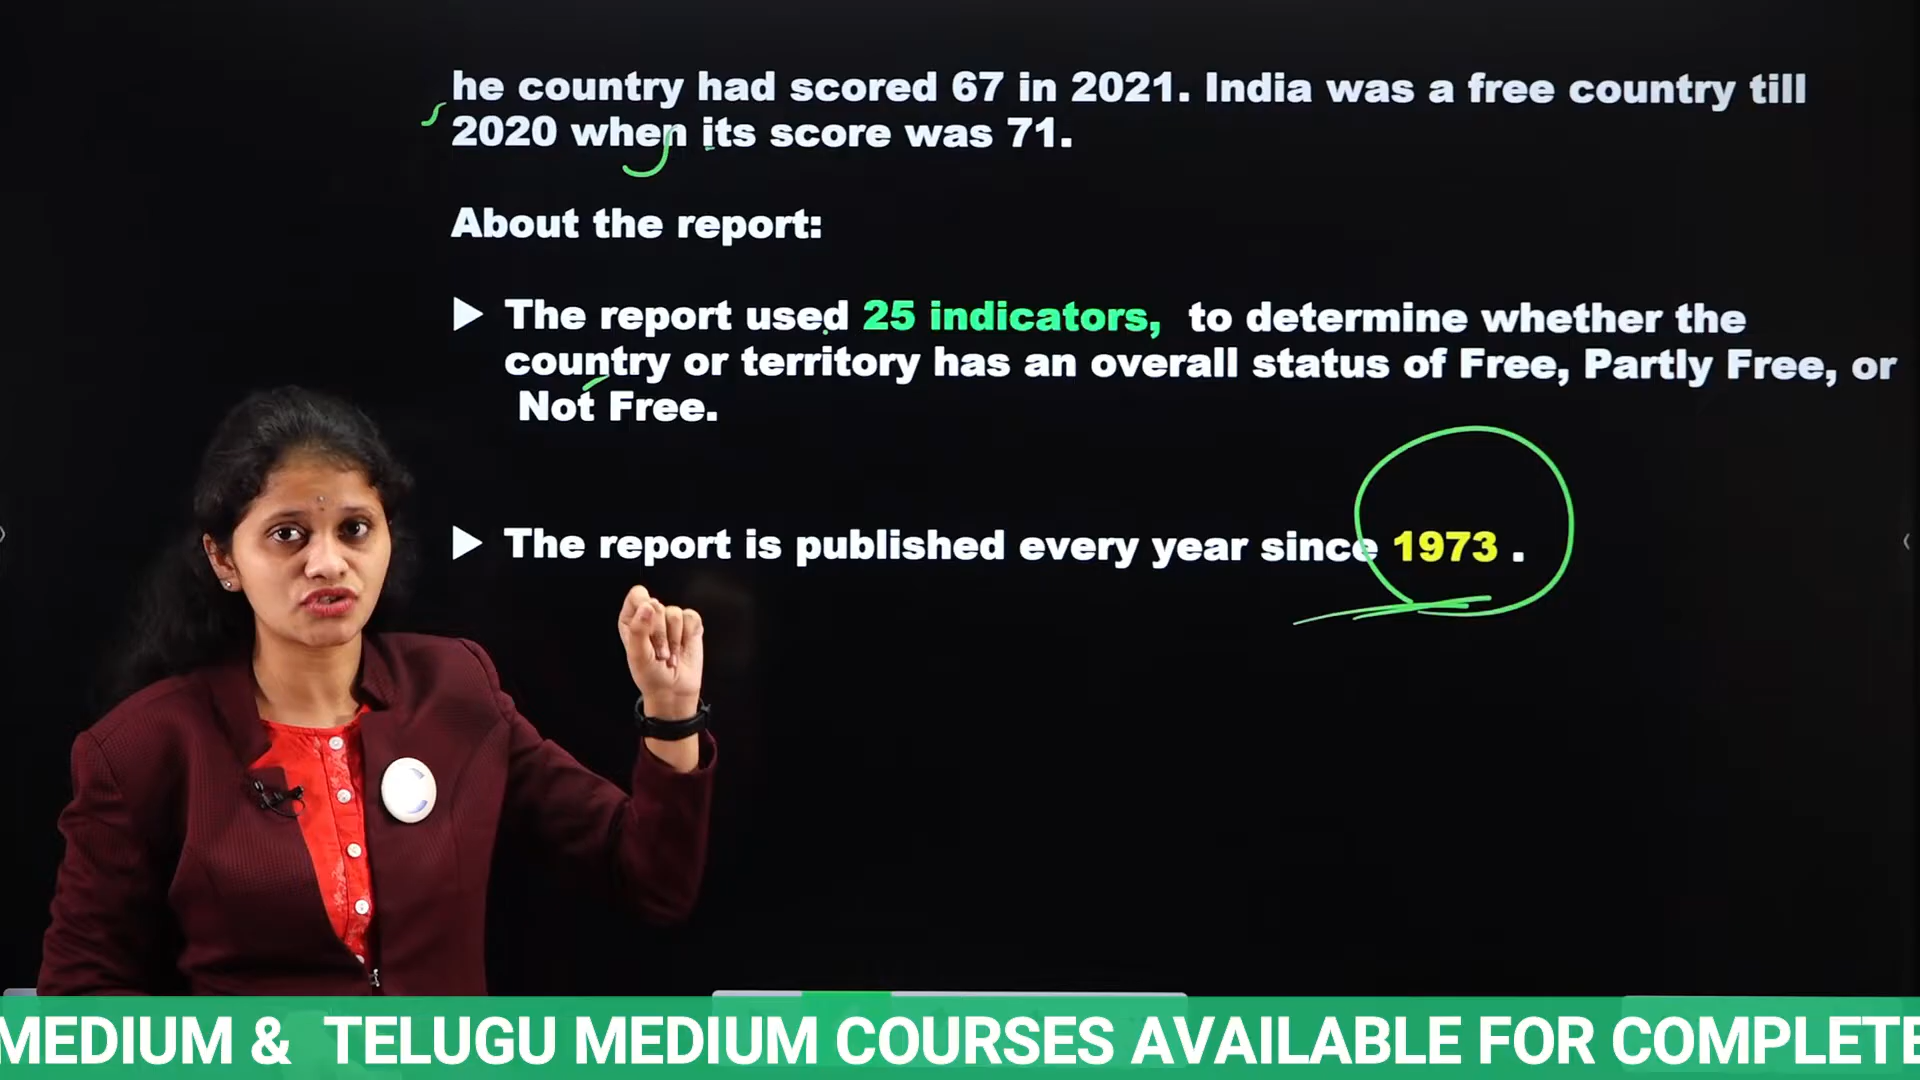 he country had scored 67 in 2021. India was a free country till
2020 when its score was 71.
About the report:
The report used 25 indicators, to determine whether the
country or territory has an overall status of Free, Partly Free, or
Not Free.
The report is published every year since 1973 .
MEDIUM & TELUGU MEDIUM COURSES AVAILABLE FOR COMPLETE